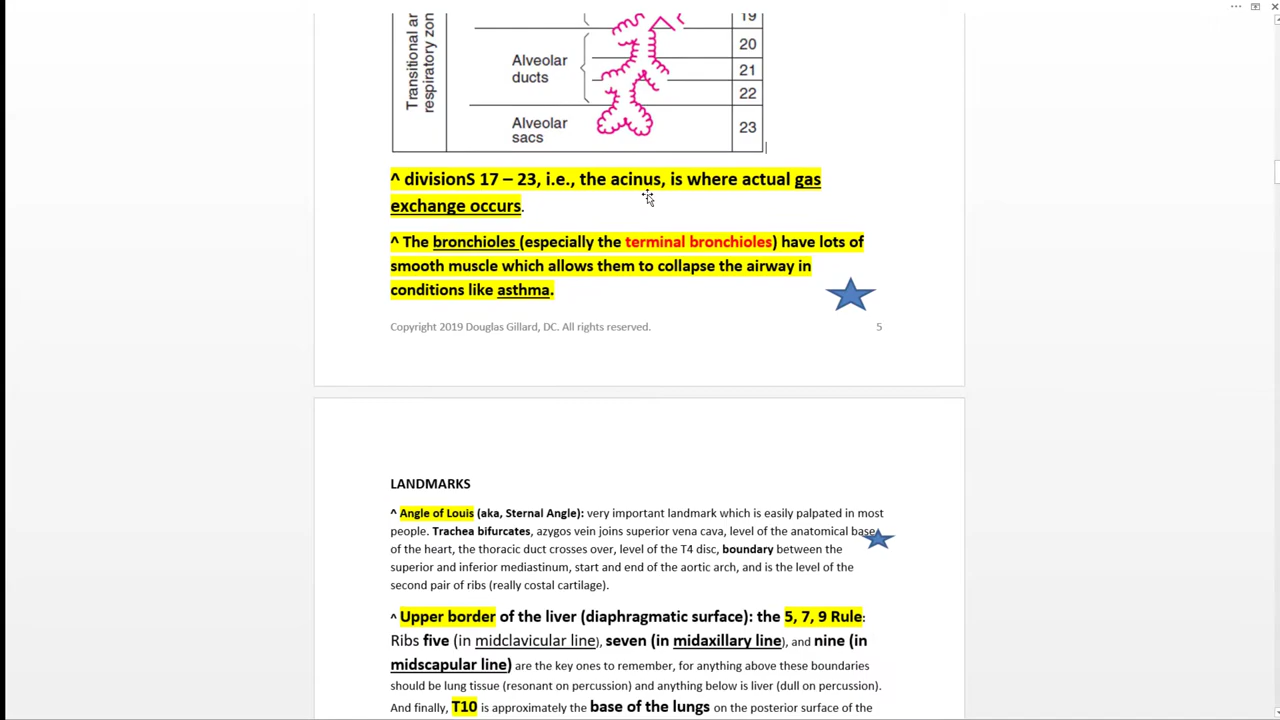 Transitional ar
respiratory zon
19
20
Alveolar
ducts
21
22
Alveolar
sacs
23
^ divisionS 17 – 23, i.e., the acinus, is where actual gas
exchange occurs.
^ The bronchioles (especially the terminal bronchioles) have lots of
smooth muscle which allows them to collapse the airway in
conditions like asthma.
Copyright 2019 Douglas Gillard, DC. All rights reserved.
5
LANDMARKS
^ Angle of Louis (aka, Sternal Angle): very important landmark which is easily palpated in most
people. Trachea bifurcates, azygos vein joins superior vena cava, level of the anatomical base
of the heart, the thoracic duct crosses over, level of the T4 disc, boundary between the
superior and inferior mediastinum, start and end of the aortic arch, and is the level of the
second pair of ribs (really costal cartilage).
^ Upper border of the liver (diaphragmatic surface): the 5, 7, 9 Rule:
Ribs five (in midclavicular line), seven (in midaxillary line), and nine (in
midscapular line) are the key ones to remember, for anything above these boundaries
should be lung tissue (resonant on percussion) and anything below is liver (dull on percussion).
And finally, T10 is approximately the base of the lungs on the posterior surface of the